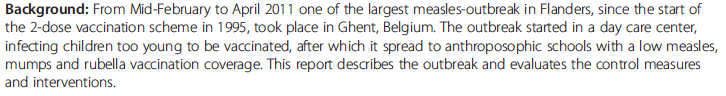 Background: From Mid-February to April 2011 one of the largest measles-outbreak in Flanders, since the start of
the 2-dose vaccination scheme in 1995, took place in Ghent, Belgium. The outbreak started in a day care center,
infecting children too young to be vaccinated, after which it spread to anthroposophic schools with a low measles,
mumps and rubella vaccination coverage. This report describes the outbreak and evaluates the control measures
and interventions.